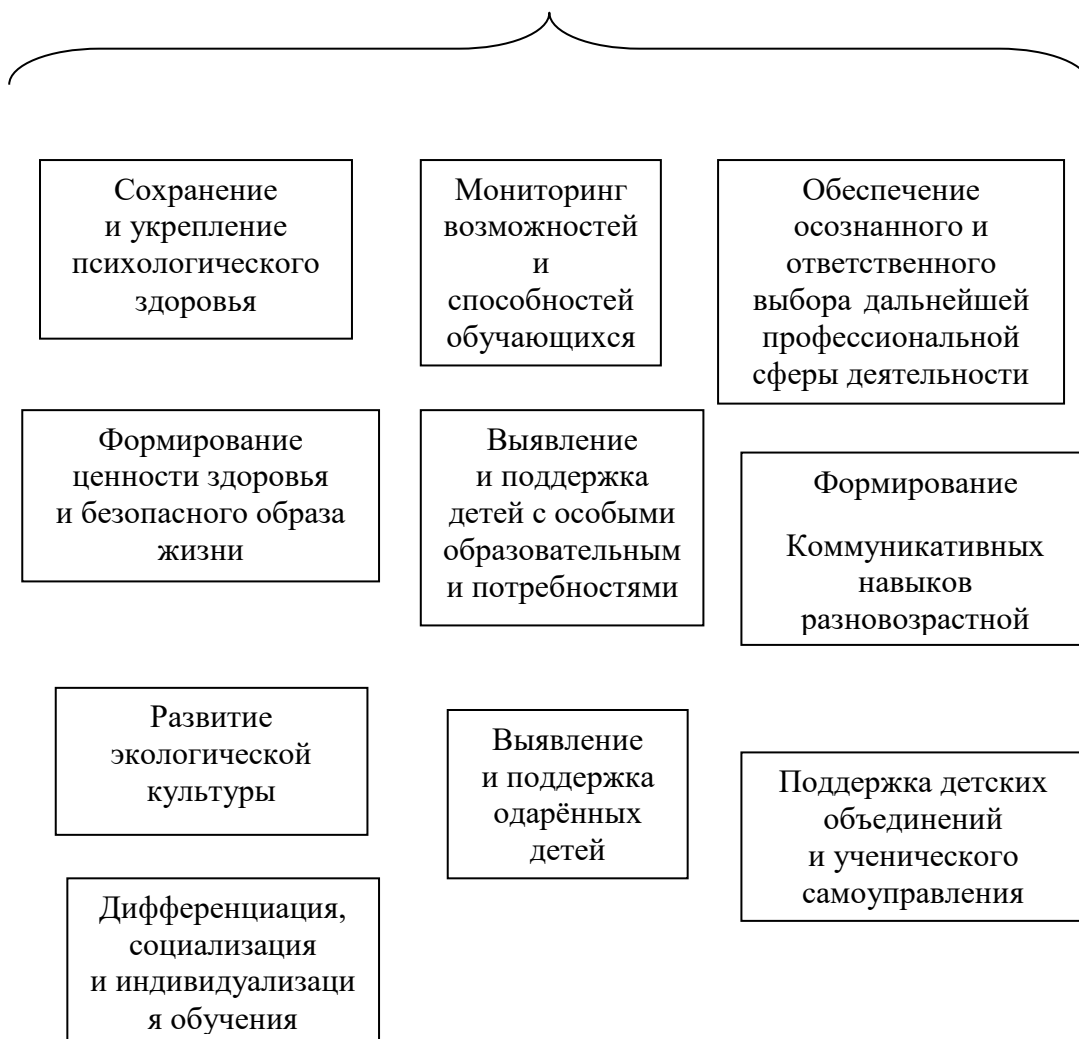 Сохранение
и укрепление
психологического
здоровья
Мониторинг
возможностей
и
способностей
обучающихся
Обеспечение
осознанного и
ответственного
выбора дальнейшей
профессиональной
сферы деятельности
Формирование
ценности здоровья
и безопасного образа
жизни
Выявление
и поддержка
детей с особыми
образовательным
и потребностями
Формирование
Коммуникативных
навыков
разновозрастной
Развитие
экологической
культуры
Выявление
и поддержка
одарённых
детей
Поддержка детских
объединений
и ученического
самоуправления
Дифференциация,
социализация
и индивидуализаци
я обучения